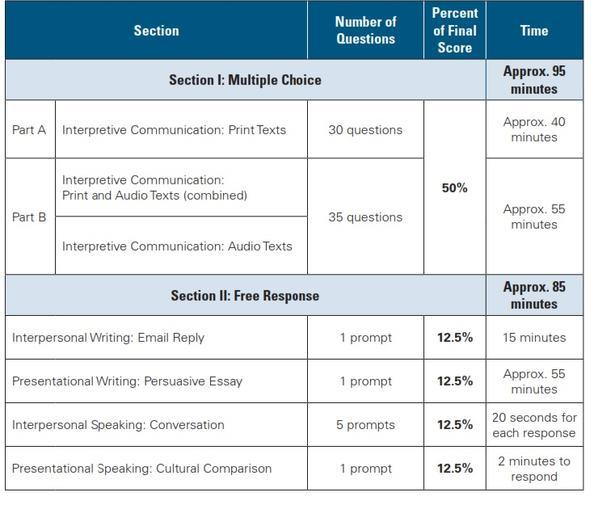 Section
Number of
Questions
Percent
of Final
Score
Time
Section I: Multiple Choice
Approx. 95
minutes
Part A
Interpretive Communication: Print Texts
30 questions
50%
Approx. 40
minutes
Part B
Interpretive Communication:
Print and Audio Texts (combined)
Interpretive Communication: Audio Texts
35 questions
Approx. 55
minutes
Section II: Free Response
Approx. 85
minutes
Interpersonal Writing: Email Reply
1 prompt
12.5%
15 minutes
Presentational Writing: Persuasive Essay
1 prompt
12.5%
Approx. 55
minutes
Interpersonal Speaking: Conversation
5 prompts
12.5%
20 seconds for
each response
Presentational Speaking: Cultural Comparison
1 prompt
12.5%
2 minutes to
respond